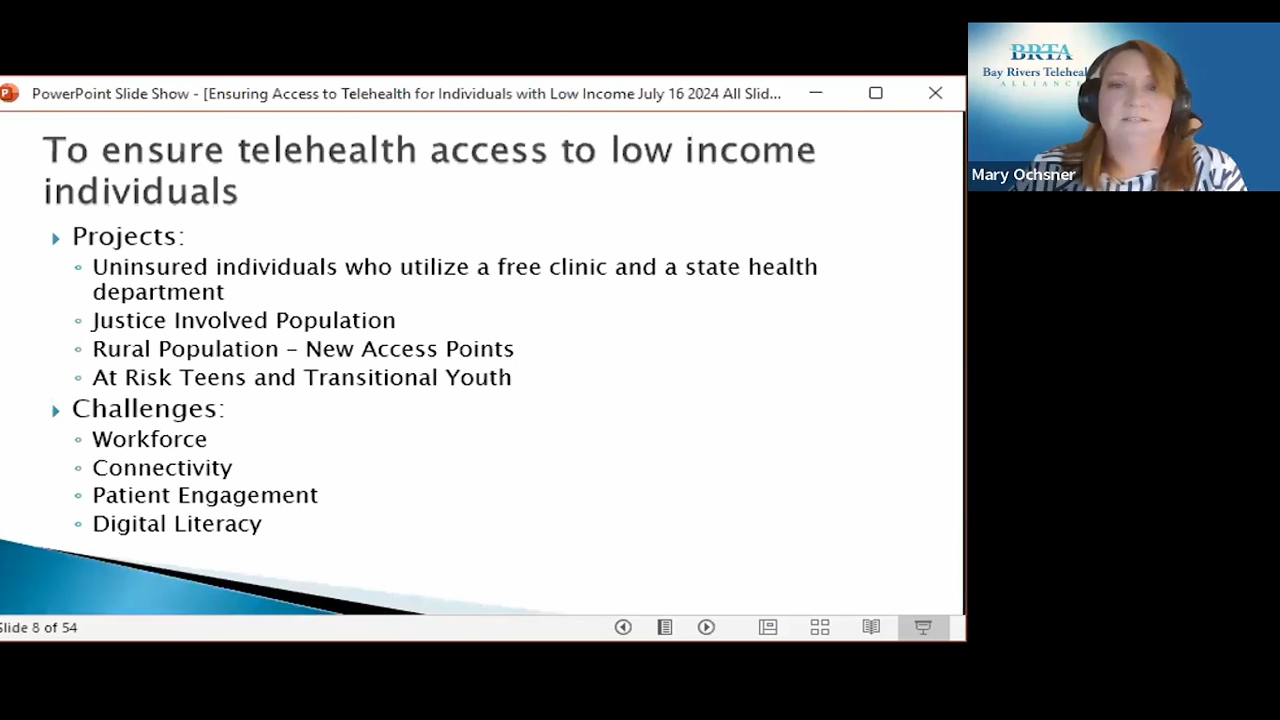 PowerPoint Slide Show - [Ensuring Access to Telehealth for Individuals with Low Income July 16 2024 All Slid...
To ensure telehealth access to low income
individuals
Projects:
Uninsured individuals who utilize a free clinic and a state health
department
Justice Involved Population
Rural Population – New Access Points
At Risk Teens and Transitional Youth
Challenges:
Workforce
Connectivity
Patient Engagement
Digital Literacy
Slide 8 of 54
BRTA
Bay Rivers Teleheal
ALLIANC
Mary Ochsner